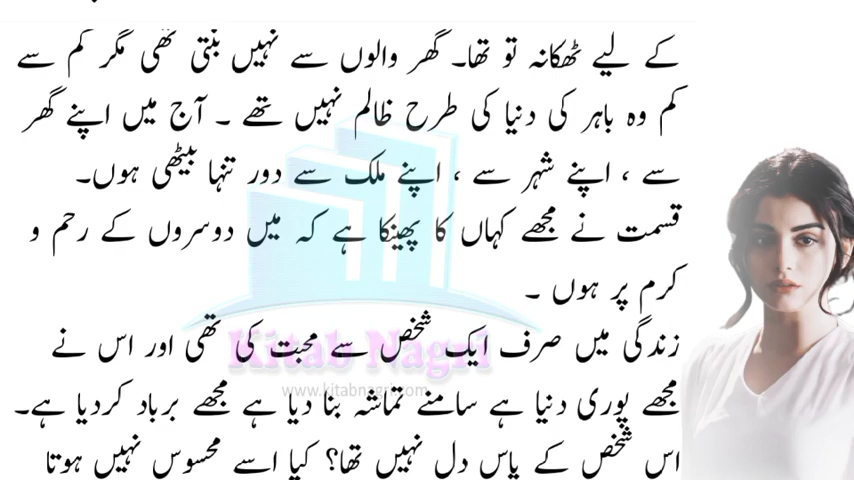 کے لیے ٹھکانہ تو تھا۔ گھر والوں سے نہیں بنتی تھی مگر کم سے
کم وہ باہر کی دنیا کی طرح ظالم نہیں تھے ۔ آج میں اپنے گھر
سے ، اپنے شہر سے ، اپنے ملک سے دور تنہا بیٹھی ہوں۔
قسمت نے مجھے کہاں کا پھینکا ہے کہ میں دوسروں کے رحم و
کرم پر ہوں ۔
زندگی میں صرف ایک شخص سے محبت کی تھی اور اس نے
مجھے پوری دنیا ہے سامنے تماشہ بنا دیا ہے مجھے برباد کردیا ہے۔
اس شخص کے پاس دل نہیں تھا؟ کیا اسے محسوس نہیں ہوتا
Kitab Nagri
www.kitabnagri.com